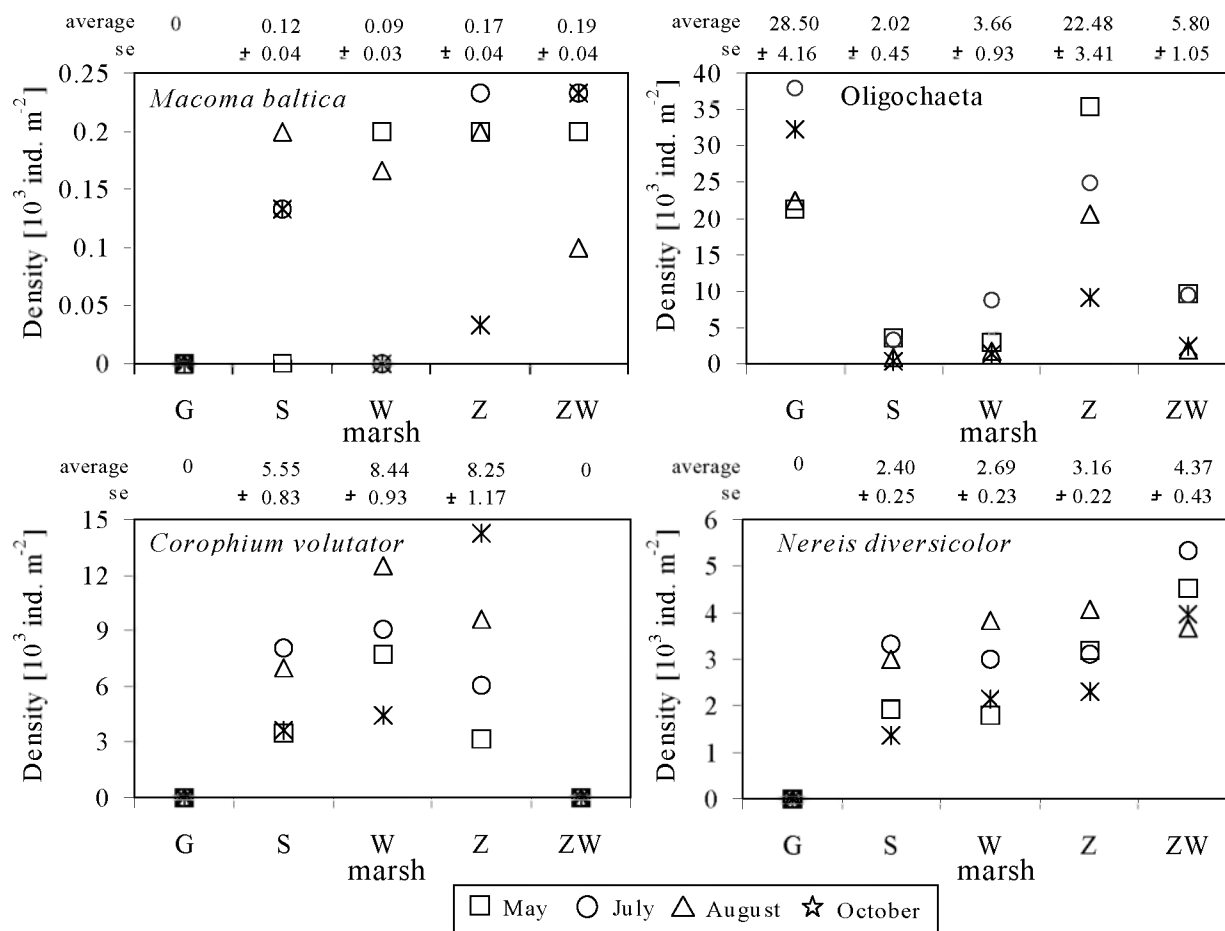 average 0 0.12 0.09 0.17 0.19
se ± 0.04 ± 0.03 ± 0.04 ± 0.04
Macoma baltica
Density [10³ ind. m⁻²]
0.25
0.2
0.15
0.1
0.05
0
G S W Z ZW
marsh
average 28.50 2.02 3.66 22.48 5.80
se ± 4.16 ± 0.45 ± 0.93 ± 3.41 ± 1.05
Oligochaeta
Density [10³ ind. m⁻²]
40
35
30
25
20
15
10
5
0
G S W Z ZW
marsh
average 0 5.55 8.44 8.25 0
se ± 0.83 ± 0.93 ± 1.17
Corophium volutator
Density [10³ ind. m⁻²]
15
12
9
6
3
0
G S W Z ZW
marsh
average 0 2.40 2.69 3.16 4.37
se ± 0.25 ± 0.23 ± 0.22 ± 0.43
Nereis diversicolor
Density [10³ ind. m⁻²]
6
5
4
3
2
1
0
G S W Z ZW
marsh
May July August October